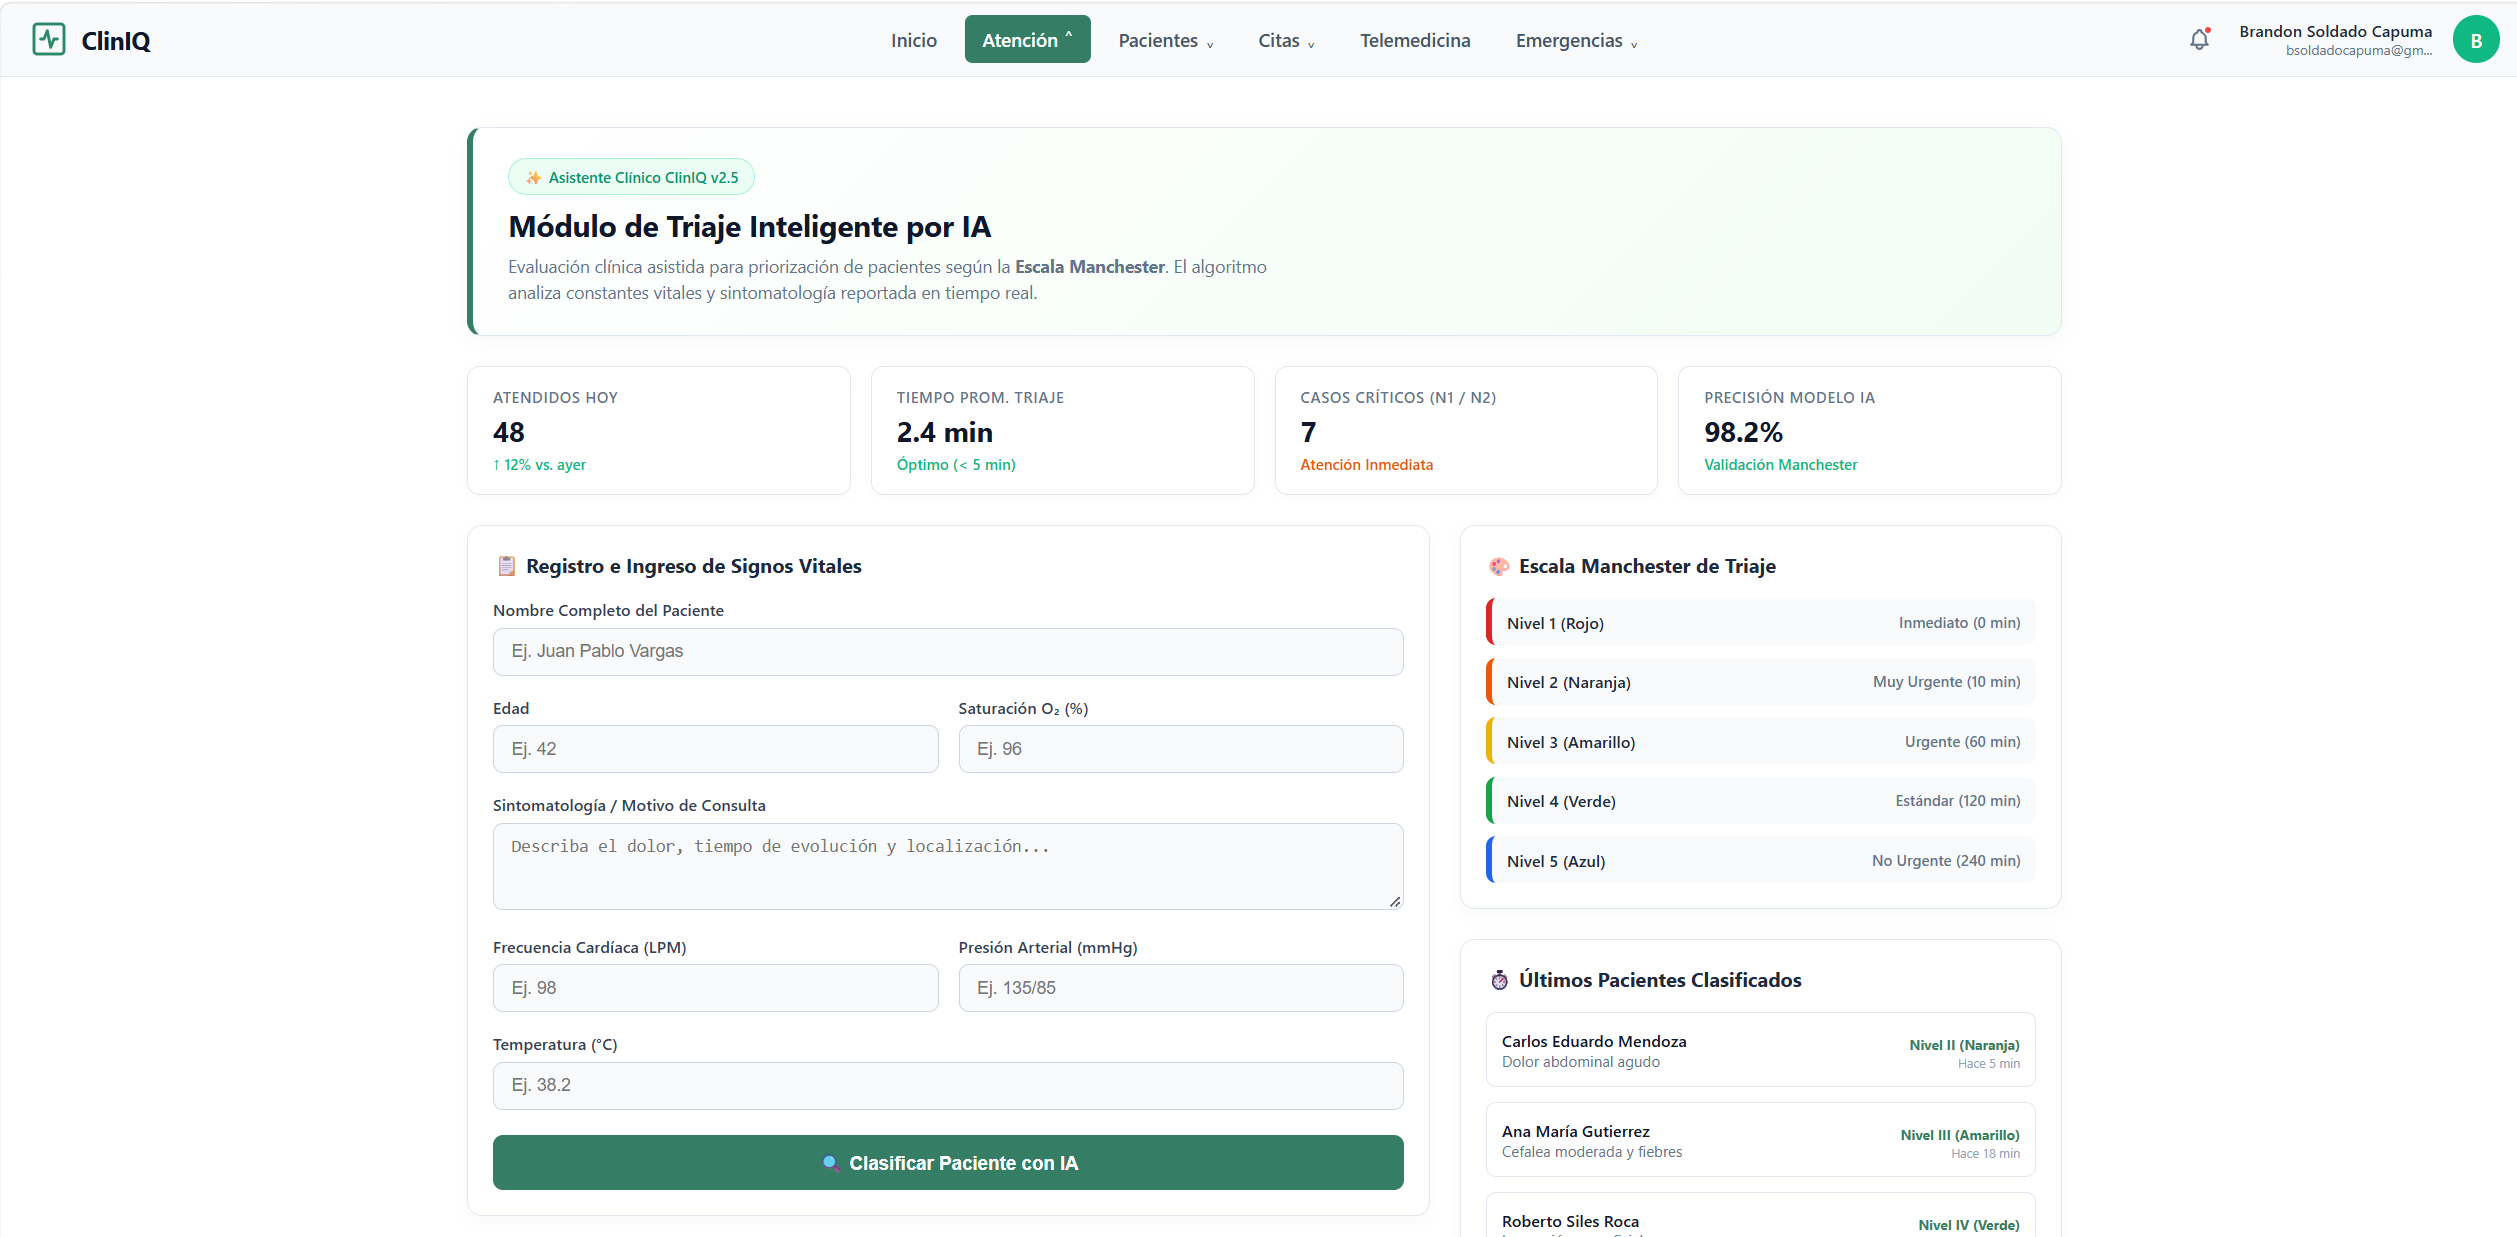 ClinIQ
Inicio
Atención
Pacientes
Citas
Telemedicina
Emergencias
Brandon Soldado Capuma
bsoldadocapuma@gm...
B
Asistente Clínico ClinIQ v2.5
Módulo de Triaje Inteligente por IA
Evaluación clínica asistida para priorización de pacientes según la Escala Manchester. El algoritmo
analiza constantes vitales y sintomatología reportada en tiempo real.
ATENDIDOS HOY
48
↑ 12% vs. ayer
TIEMPO PROM. TRIAJE
2.4 min
Óptimo (< 5 min)
CASOS CRÍTICOS (N1 / N2)
7
Atención Inmediata
PRECISIÓN MODELO IA
98.2%
Validación Manchester
Registro e Ingreso de Signos Vitales
Nombre Completo del Paciente
Ej. Juan Pablo Vargas
Edad
Ej. 42
Saturación O₂ (%)
Ej. 96
Sintomatología / Motivo de Consulta
Describa el dolor, tiempo de evolución y localización...
Frecuencia Cardíaca (LPM)
Ej. 98
Presión Arterial (mmHg)
Ej. 135/85
Temperatura (°C)
Ej. 38.2
Clasificar Paciente con IA
Escala Manchester de Triaje
Nivel 1 (Rojo)
Inmediato (0 min)
Nivel 2 (Naranja)
Muy Urgente (10 min)
Nivel 3 (Amarillo)
Urgente (60 min)
Nivel 4 (Verde)
Estándar (120 min)
Nivel 5 (Azul)
No Urgente (240 min)
Últimos Pacientes Clasificados
Carlos Eduardo Mendoza
Dolor abdominal agudo
Nivel II (Naranja)
Hace 5 min
Ana María Gutierrez
Cefalea moderada y fiebres
Nivel III (Amarillo)
Hace 18 min
Roberto Siles Roca
Nivel IV (Verde)